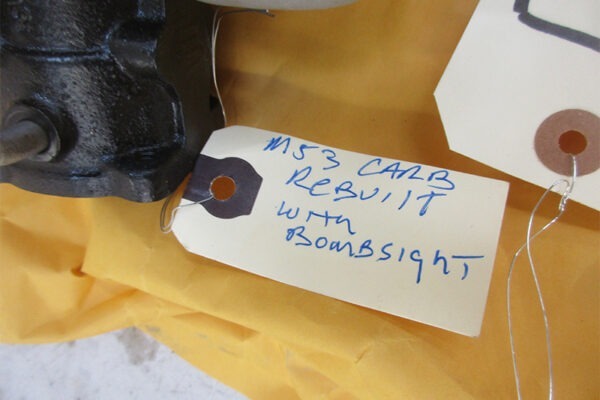 M53 CARB
REBUILT
WITH
BOMBSIGHT